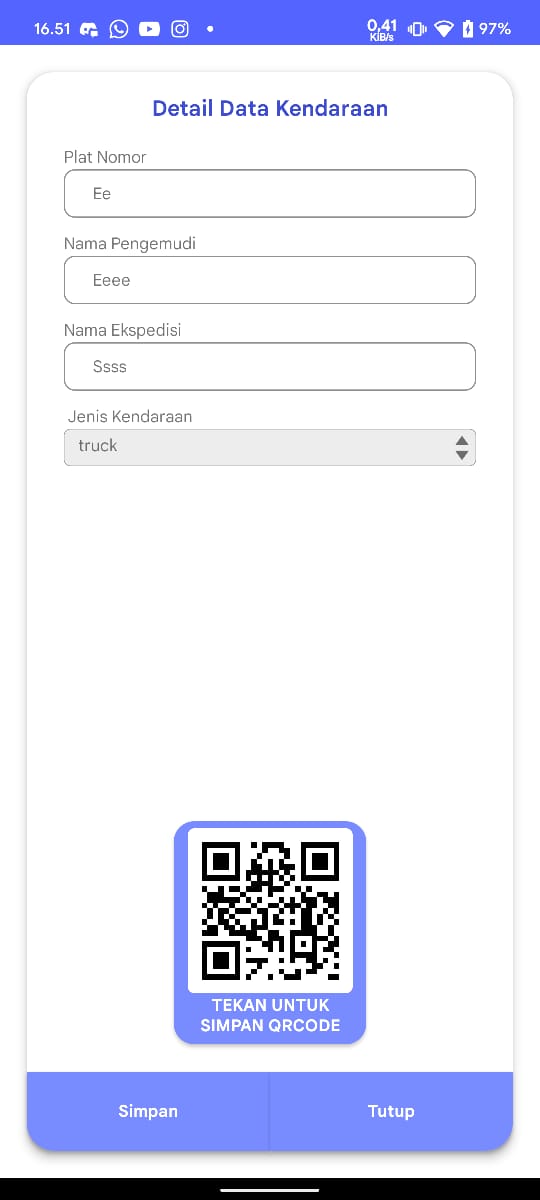 16.51
0,41
KiB/s
97%
Detail Data Kendaraan
Plat Nomor
Ee
Nama Pengemudi
Eeee
Nama Ekspedisi
Ssss
Jenis Kendaraan
truck
TEKAN UNTUK
SIMPAN QRCODE
Simpan
Tutup